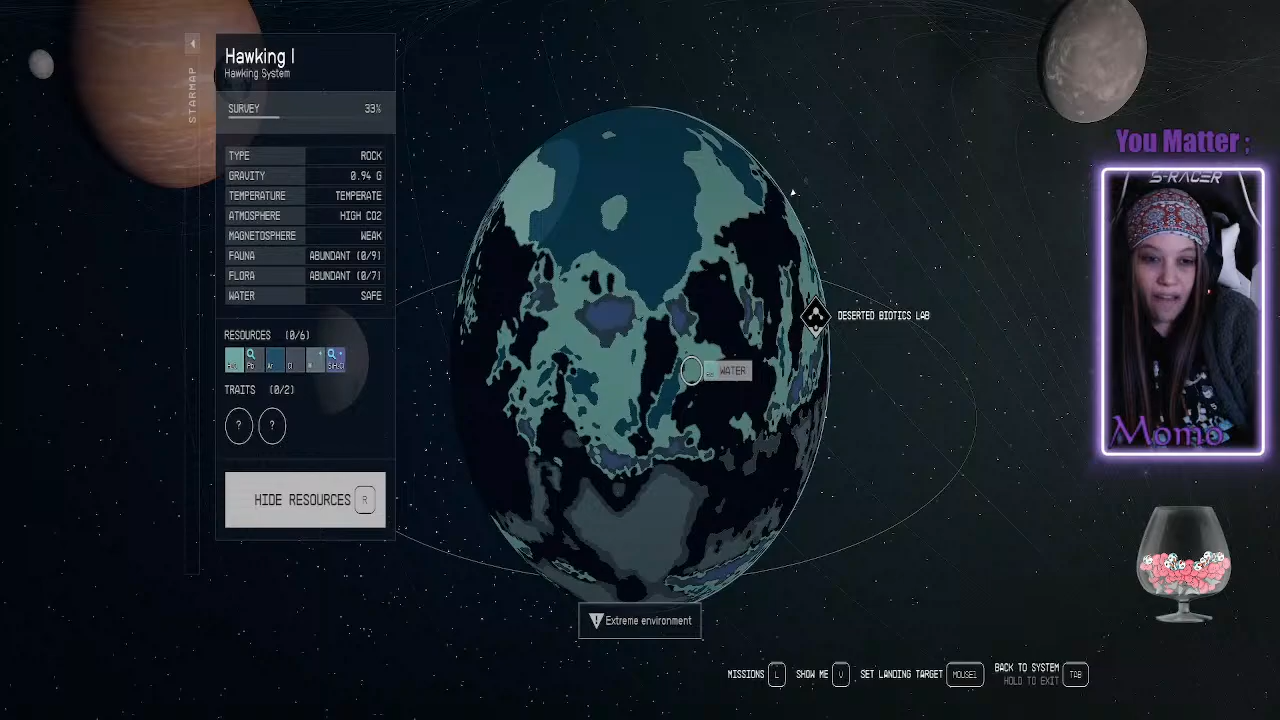 STARMAP
Hawking I
Hawking System
SURVEY 33%
TYPE ROCK
GRAVITY 0.94 G
TEMPERATURE TEMPERATE
ATMOSPHERE HIGH CO2
MAGNETOSPHERE WEAK
FAUNA ABUNDANT (0/9)
FLORA ABUNDANT (0/7)
WATER SAFE
RESOURCES (0/6)
Pb Ar Cl
TRAITS (0/2)
? ?
HIDE RESOURCES R
DESERTED BIOTICS LAB
WATER
Extreme environment
MISSIONS L SHOW ME V SET LANDING TARGET MOUSE1 BACK TO SYSTEM TAB
HOLD TO EXIT
You Matter ;
S-RACER
Momo